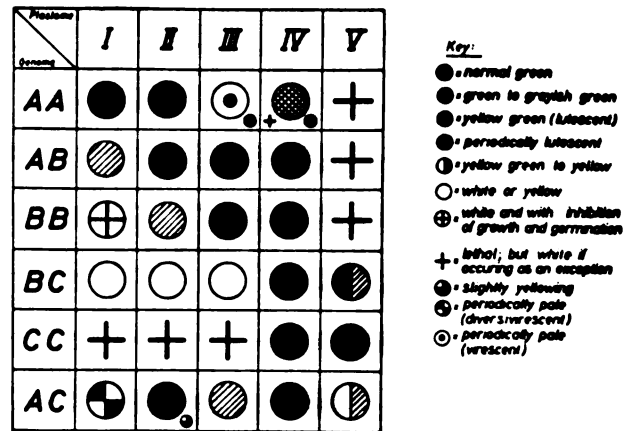 Plastome
I II III IV V
Genome
AA
AB
BB
BC
CC
AC
Key:
= normal green
= green to grayish green
= yellow green (lutescent)
= periodically lutescent
= yellow green to yellow
= white or yellow
= white and with inhibition
of growth and germination
= lethal; but white if
occuring as an exception
= slightly yellowing
= periodically pale
(diversivirescent)
= periodically pale
(virescent)